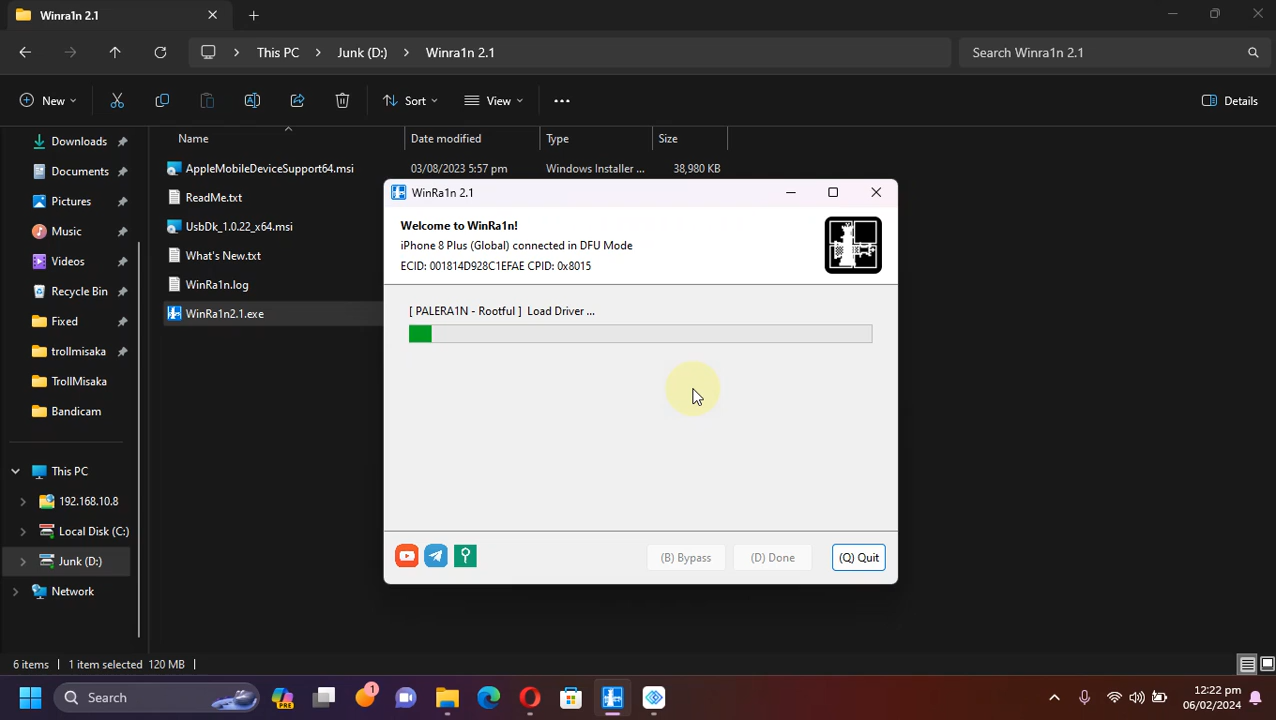 Winra1n 2.1
This PC
Junk (D:)
Winra1n 2.1
Search Winra1n 2.1
New
Sort
View
Details
Downloads
Documents
Pictures
Music
Videos
Recycle Bin
Fixed
trollmisaka
TrollMisaka
Bandicam
This PC
192.168.10.8
Local Disk (C:)
Junk (D:)
Network
Name Date modified Type Size
AppleMobileDeviceSupport64.msi 03/08/2023 5:57 pm Windows Installer ... 38,980 KB
ReadMe.txt
UsbDk_1.0.22_x64.msi
What's New.txt
WinRa1n.log
WinRa1n2.1.exe
WinRa1n 2.1
Welcome to WinRa1n!
iPhone 8 Plus (Global) connected in DFU Mode
ECID: 001814D928C1EFAE CPID: 0x8015
[ PALERA1N - Rootful ] Load Driver ...
(B) Bypass
(D) Done
(Q) Quit
6 items
1 item selected 120 MB
Search
PRE
1
12:22 pm
06/02/2024